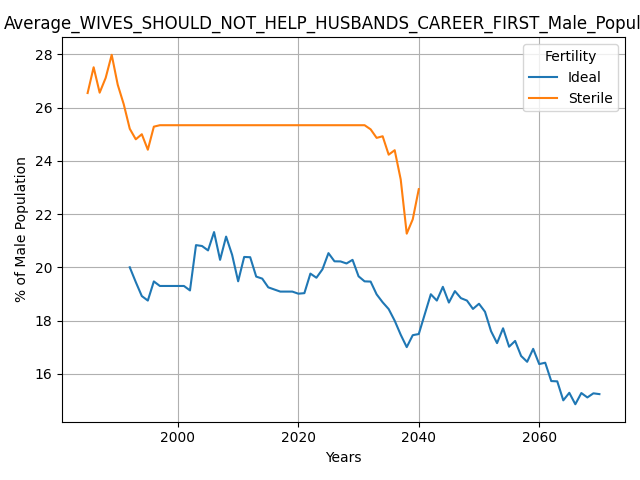 Average_WIVES_SHOULD_NOT_HELP_HUSBANDS_CAREER_FIRST_Male_Popul
Fertility
Ideal
Sterile
% of Male Population
28
26
24
22
20
18
16
2000 2020 2040 2060
Years